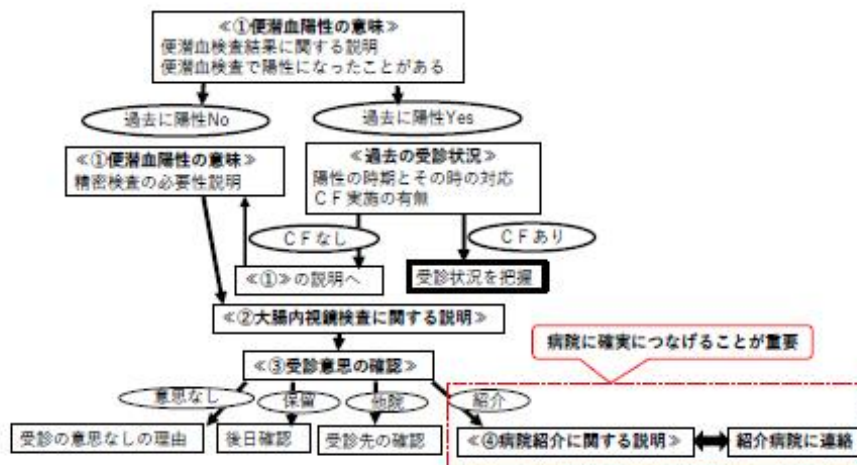 ≪①便潜血陽性の意味≫
便潜血検査結果に関する説明
便潜血検査で陽性になったことがある
過去に陽性No
過去に陽性Yes
≪①便潜血陽性の意味≫
精密検査の必要性説明
≪過去の受診状況≫
陽性の時期とその時の対応
ＣＦ実施の有無
ＣＦなし
ＣＦあり
≪①≫の説明へ
受診状況を把握
≪②大腸内視鏡検査に関する説明≫
病院に確実につなげることが重要
≪③受診意思の確認≫
意思なし
保留
他院
紹介
受診の意思なしの理由
後日確認
受診先の確認
≪④病院紹介に関する説明≫
紹介病院に連絡